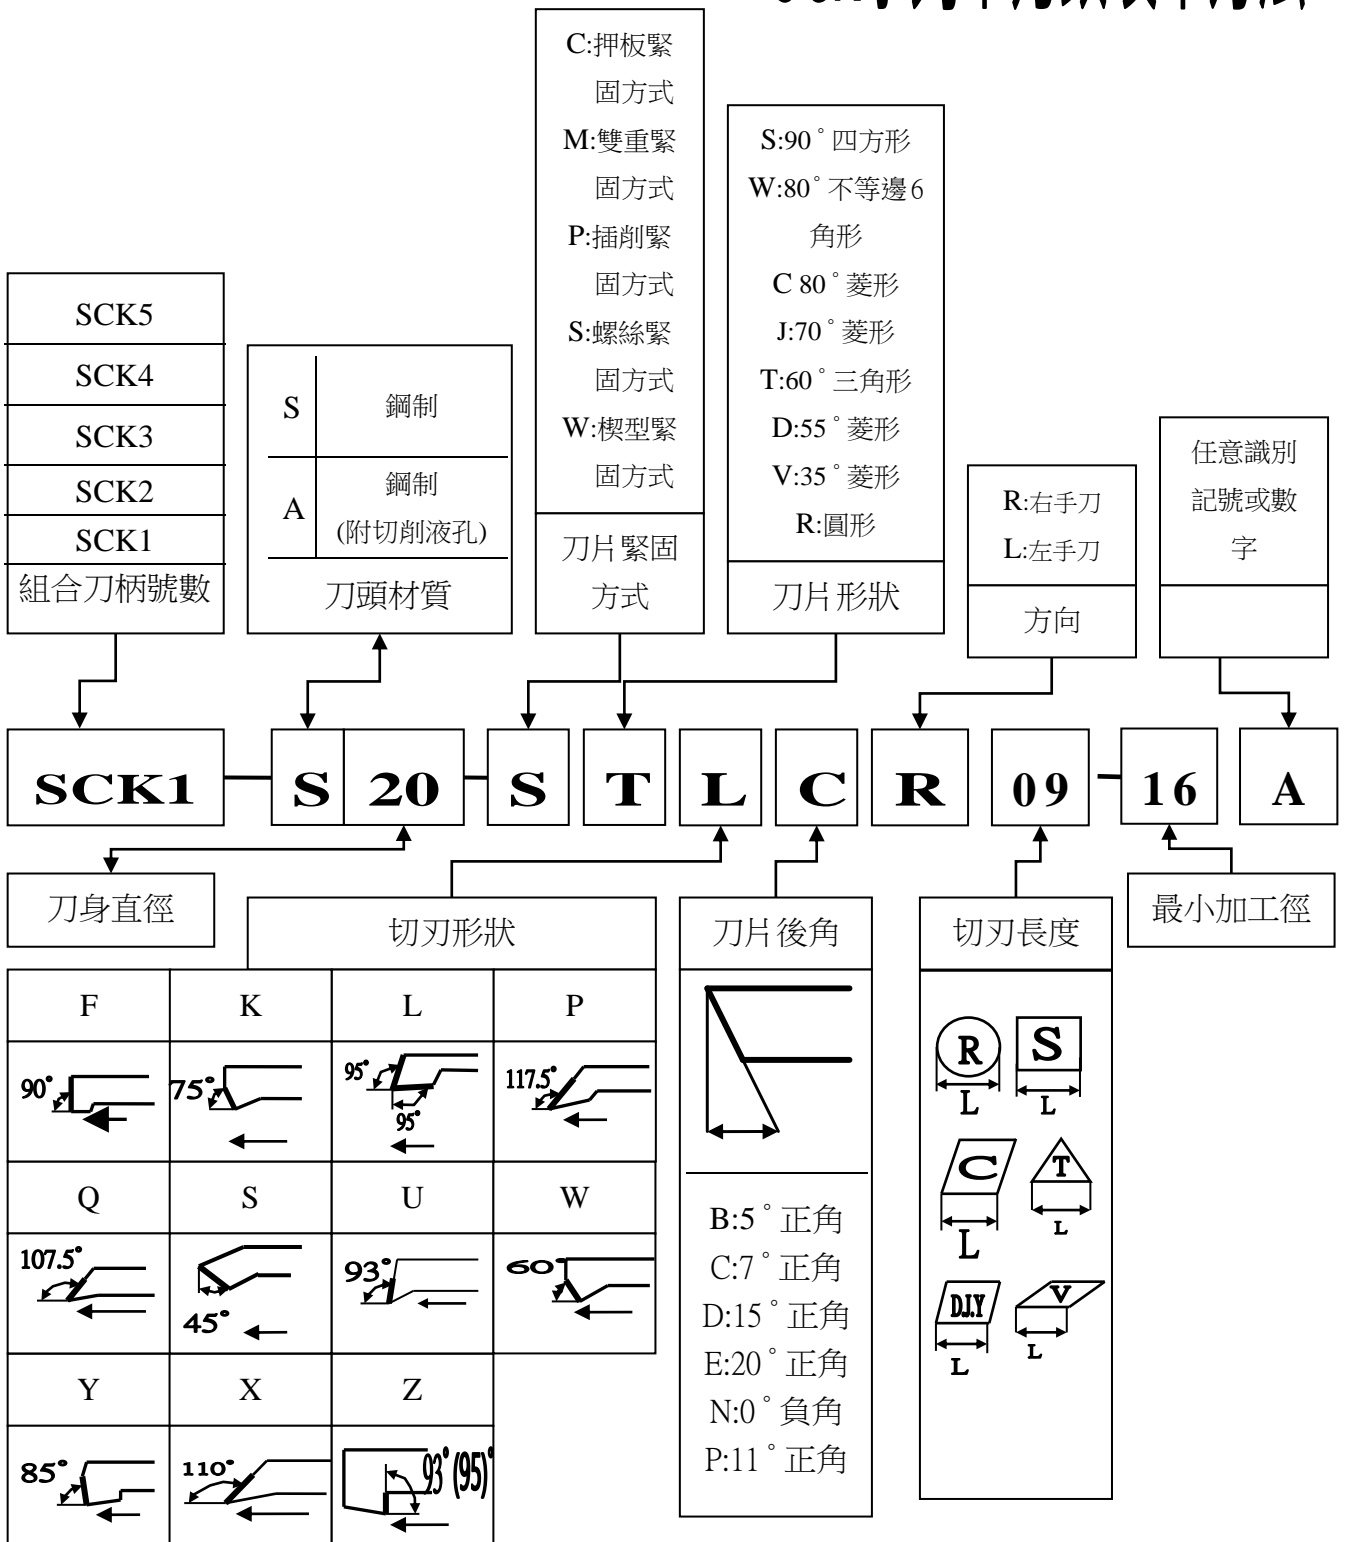 C:押板緊
固方式
M:雙重緊
固方式
P:插削緊
固方式
S:螺絲緊
固方式
W:楔型緊
固方式
刀片緊固
方式
S:90°四方形
W:80°不等邊6
角形
C 80°菱形
J:70°菱形
T:60°三角形
D:55°菱形
V:35°菱形
R:圓形
刀片形狀
SCK5
SCK4
SCK3
SCK2
SCK1
組合刀柄號數
S 鋼制
A 鋼制
(附切削液孔)
刀頭材質
R:右手刀
L:左手刀
方向
任意識別
記號或數
字
SCK1 S 20 S T L C R 09 16 A
刀身直徑
切刃形狀
刀片後角
切刃長度
最小加工徑
F K L P
90° 75° 95° 95° 117.5°
Q S U W
107.5° 45° 93° 60°
Y X Z
85° 110° 93°(95)°
B:5°正角
C:7°正角
D:15°正角
E:20°正角
N:0°負角
P:11°正角
R S
L L
C T
L L
D.J.Y V
L L